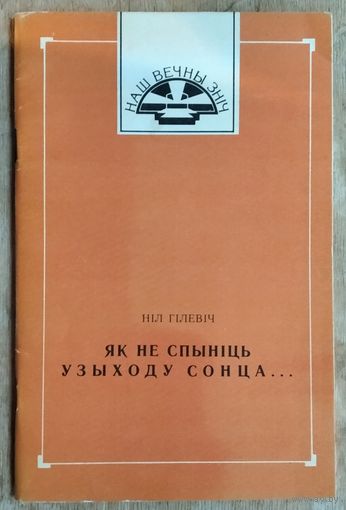 НАШ ВЕЧНЫ ЗНІЧ
НІЛ ГІЛЕВІЧ
ЯК НЕ СПЫНІЦЬ
УЗЫХОДУ СОНЦА...